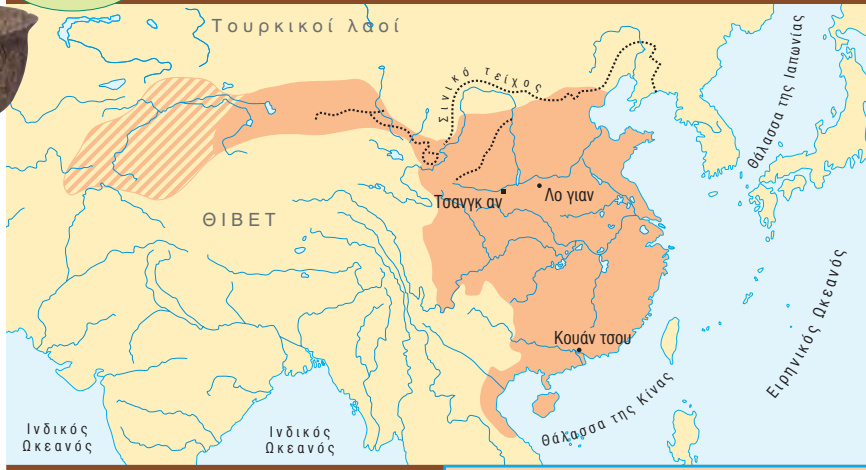 Τουρκικοί λαοί
Σινικό τείχος
Θάλασσα της Ιαπωνίας
Τσανγκ αν
Λο γιαν
ΘΙΒΕΤ
Ειρηνικός Ωκεανός
Κουάν τσου
Θάλασσα της Κίνας
Ινδικός
Ωκεανός
Ινδικός
Ωκεανός